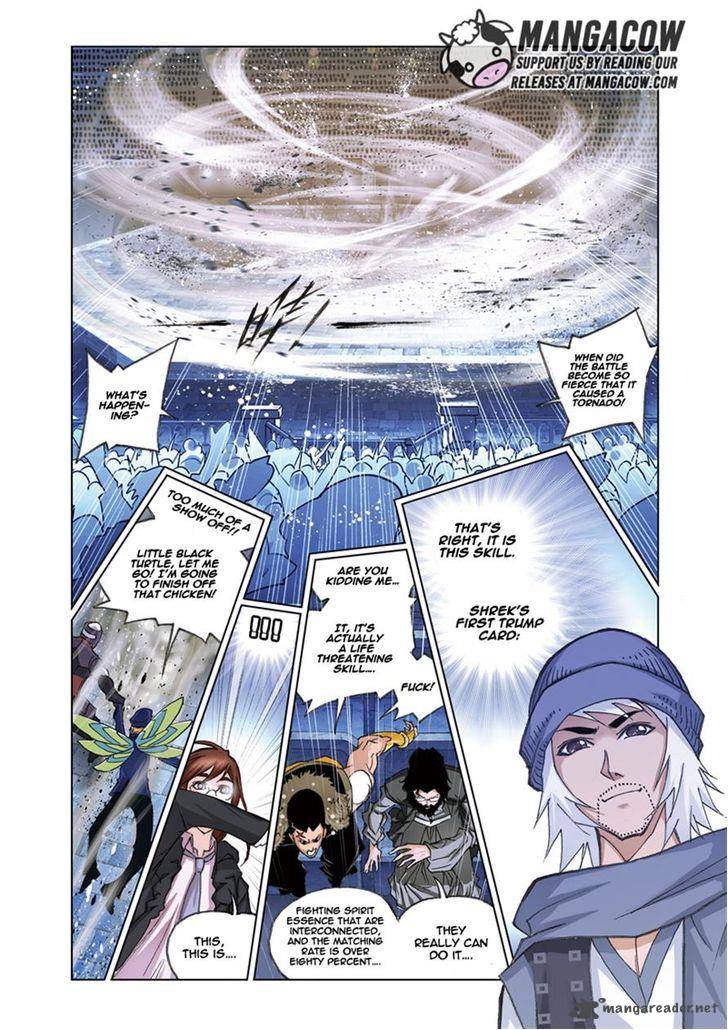 MANGACOW
SUPPORT US BY READING OUR
RELEASES AT MANGACOW.COM
WHAT'S
HAPPEN-
ING?
WHEN DID
THE BATTLE
BECOME SO
FIERCE THAT IT
CAUSED A
TORNADO!
TOO MUCH OF A
SHOW OFF!!
LITTLE BLACK
TURTLE, LET ME
GO! I'M GOING
TO FINISH OFF
THAT CHICKEN!
!!!
THIS,
THIS IS....
ARE YOU
KIDDING ME...
IT, IT'S
ACTUALLY
A LIFE
THREATENING
SKILL....
FUCK!
FIGHTING SPIRIT
ESSENCE THAT ARE
INTERCONNECTED,
AND THE MATCHING
RATE IS OVER
EIGHTY PERCENT....
THEY
REALLY CAN
DO IT....
THAT'S
RIGHT, IT IS
THIS SKILL.
SHREK'S
FIRST TRUMP
CARD:
mangareader.net